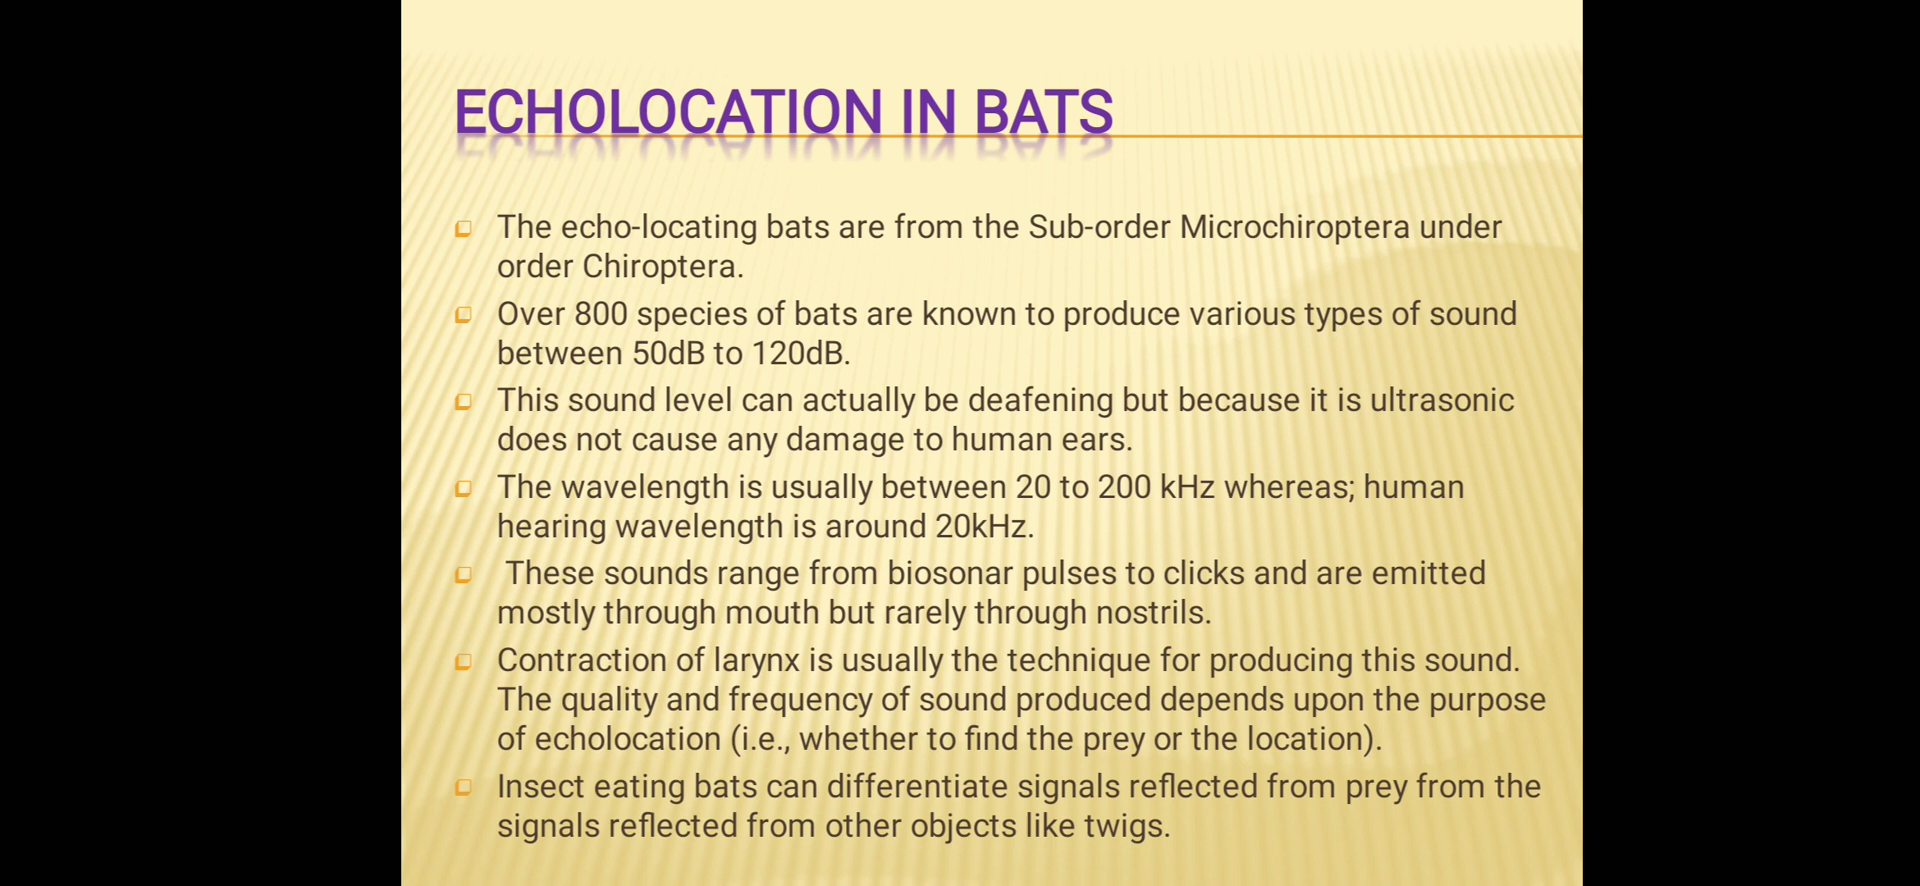 ECHOLOCATION IN BATS
The echo-locating bats are from the Sub-order Microchiroptera under
order Chiroptera.
Over 800 species of bats are known to produce various types of sound
between 50dB to 120dB.
This sound level can actually be deafening but because it is ultrasonic
does not cause any damage to human ears.
The wavelength is usually between 20 to 200 kHz whereas; human
hearing wavelength is around 20kHz.
These sounds range from biosonar pulses to clicks and are emitted
mostly through mouth but rarely through nostrils.
Contraction of larynx is usually the technique for producing this sound.
The quality and frequency of sound produced depends upon the purpose
of echolocation (i.e., whether to find the prey or the location).
Insect eating bats can differentiate signals reflected from prey from the
signals reflected from other objects like twigs.